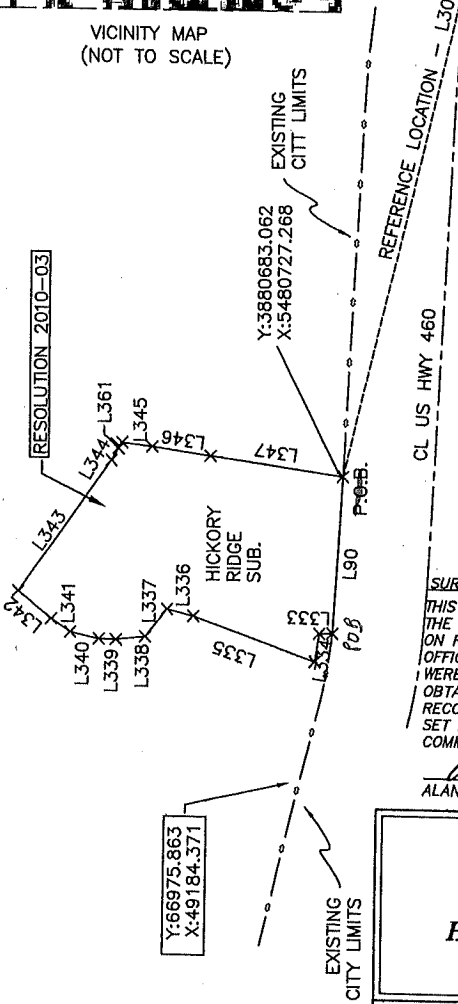 VICINITY MAP
(NOT TO SCALE)
RESOLUTION 2010-03
L361
L344
L345
L343
L346
L342
L341
L340
L339
L338
L337
L336
L347
L335
HICKORY
RIDGE
SUB.
EXISTING
CITT LIMITS
REFERENCE LOCATION - L30
Y:3880683.062
X:5480727.268
CL US HWY 460
P.O.B.
L90
L333
L334
POB
Y:66975.863
X:49184.371
EXISTING
CITY LIMITS
SUR
THIS
THE
ON F
OFFIC
WERE
OBTA
RECO
SET
COMM
ALAN
H